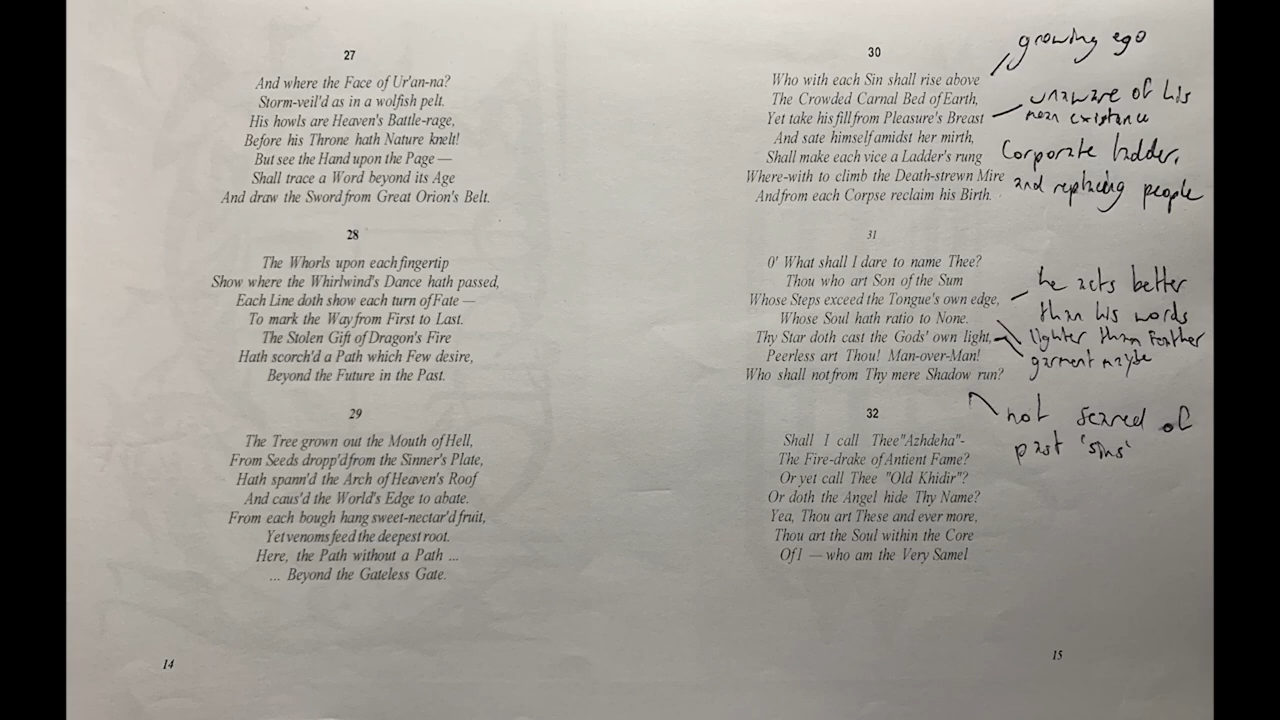 27
And where the Face of Ur'an-na?
Storm-veil'd as in a wolfish pelt.
His howls are Heaven's Battle-rage,
Before his Throne hath Nature knelt!
But see the Hand upon the Page —
Shall trace a Word beyond its Age
And draw the Sword from Great Orion's Belt.
28
The Whorls upon each fingertip
Show where the Whirlwind's Dance hath passed,
Each Line doth show each turn of Fate —
To mark the Way from First to Last.
The Stolen Gift of Dragon's Fire
Hath scorch'd a Path which Few desire,
Beyond the Future in the Past.
29
The Tree grown out the Mouth of Hell,
From Seeds dropp'd from the Sinner's Plate,
Hath spann'd the Arch of Heaven's Roof
And caus'd the World's Edge to abate.
From each bough hang sweet-nectar'd fruit,
Yet venoms feed the deepest root.
Here, the Path without a Path ...
... Beyond the Gateless Gate.
14
30
Who with each Sin shall rise above
The Crowded Carnal Bed of Earth,
Yet take his fill from Pleasure's Breast
And sate himself amidst her mirth,
Shall make each vice a Ladder's rung
Where-with to climb the Death-strewn Mire
And from each Corpse reclaim his Birth.
growing ego
unaware of his
mean existance
Corporate ladder,
and replacing people
31
0' What shall I dare to name Thee?
Thou who art Son of the Sum
Whose Steps exceed the Tongue's own edge,
Whose Soul hath ratio to None.
Thy Star doth cast the Gods' own light,
Peerless art Thou! Man-over-Man!
Who shall not from Thy mere Shadow run?
he acts better
than his words
lighter than feather
garment maybe
not scared of
past 'sins'
32
Shall I call Thee "Azhdeha"-
The Fire-drake of Antient Fame?
Or yet call Thee "Old Khidir"?
Or doth the Angel hide Thy Name?
Yea, Thou art These and ever more,
Thou art the Soul within the Core
Of I — who am the Very Samel
15